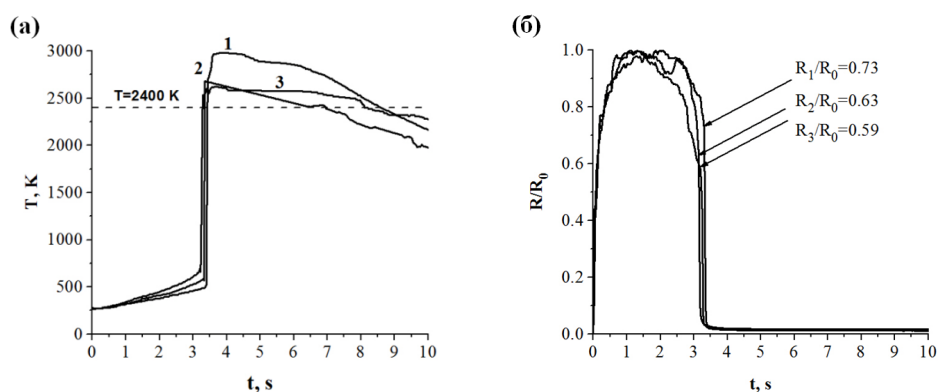 (а)
(б)
3000
2500
2000
1500
1000
500
0
T, K
T=2400 K
1
2
3
0 1 2 3 4 5 6 7 8 9 10
t, s
1.0
0.8
0.6
0.4
0.2
0.0
R/R0
R1/R0=0.73
R2/R0=0.63
R3/R0=0.59
0 1 2 3 4 5 6 7 8 9 10
t, s